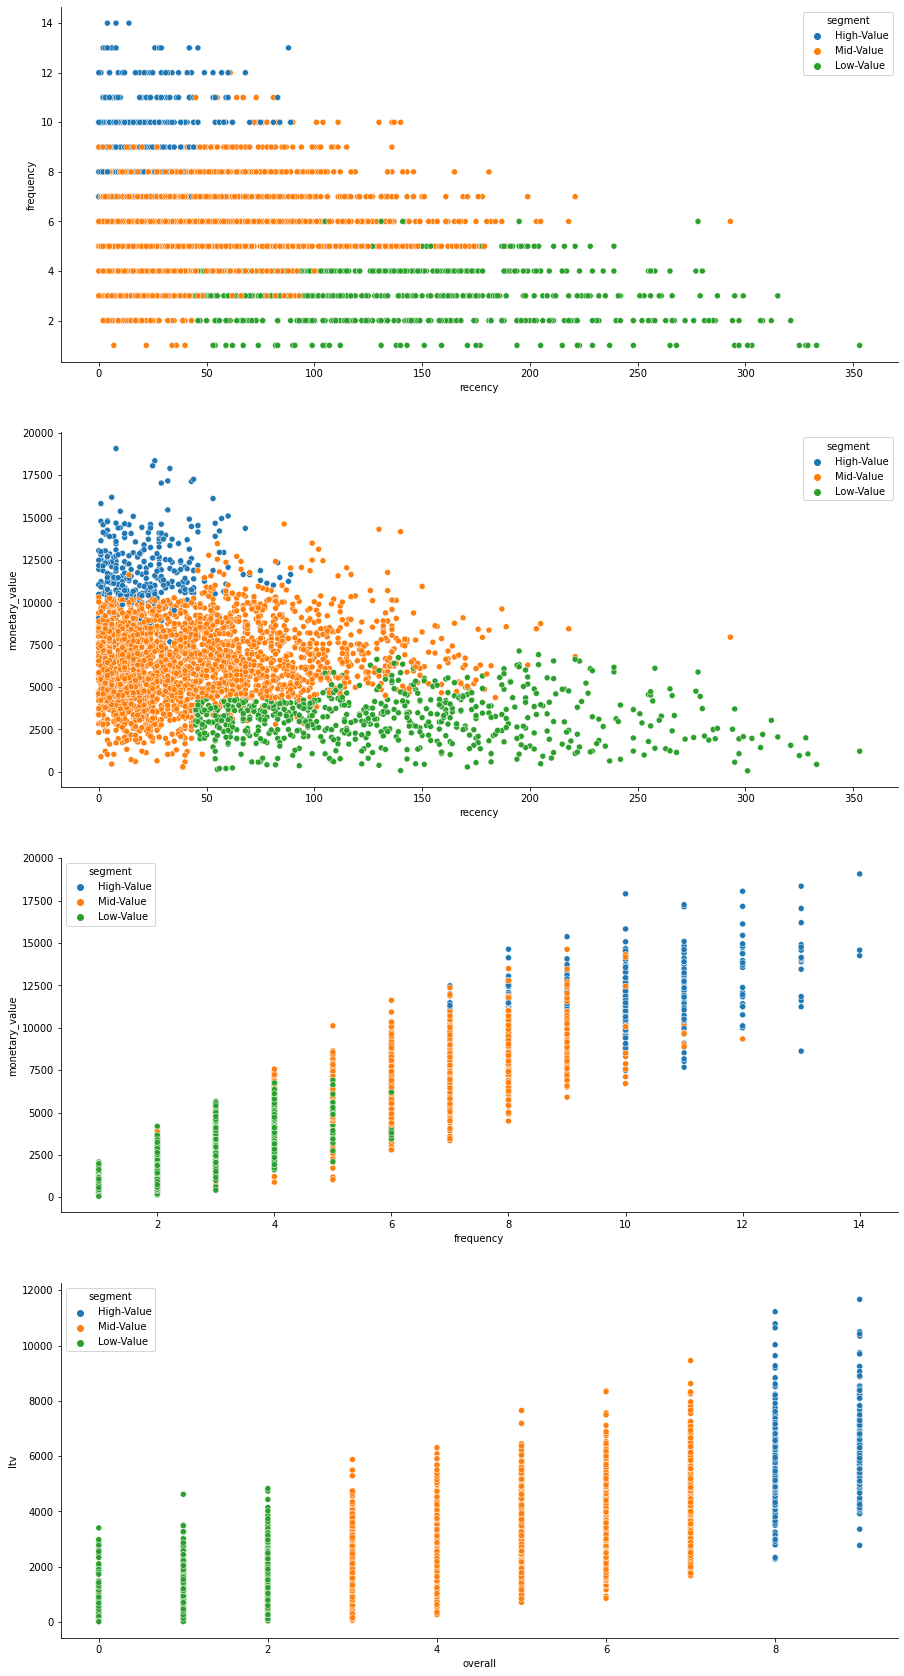 14
12
10
8
6
4
2
frequency
segment
High-Value
Mid-Value
Low-Value
0 50 100 150 200 250 300 350
recency
20000
17500
15000
12500
10000
7500
5000
2500
0
monetary_value
segment
High-Value
Mid-Value
Low-Value
0 50 100 150 200 250 300 350
recency
20000
17500
15000
12500
10000
7500
5000
2500
0
monetary_value
segment
High-Value
Mid-Value
Low-Value
2 4 6 8 10 12 14
frequency
12000
10000
8000
6000
4000
2000
0
ltv
segment
High-Value
Mid-Value
Low-Value
0 2 4 6 8
overall